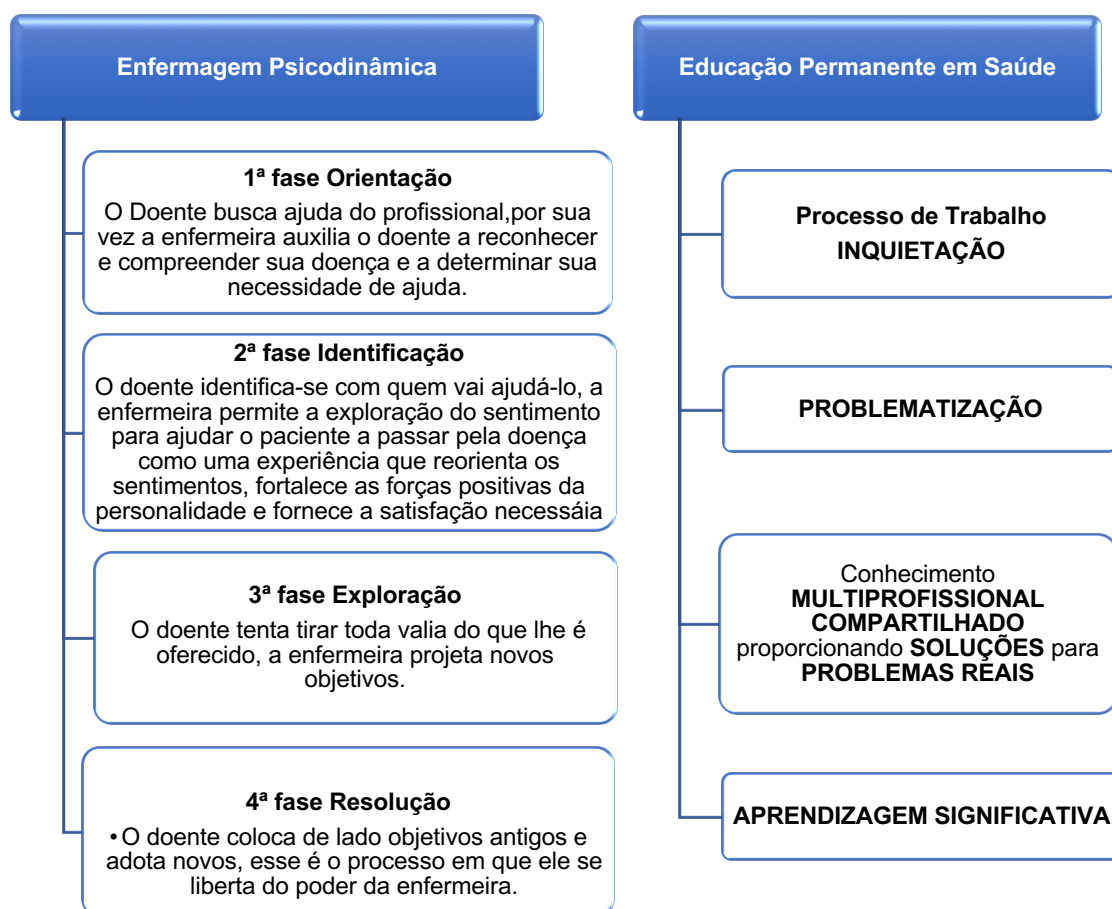 Enfermagem Psicodinâmica
1ª fase Orientação
O Doente busca ajuda do profissional,por sua
vez a enfermeira auxilia o doente a reconhecer
e compreender sua doença e a determinar sua
necessidade de ajuda.
2ª fase Identificação
O doente identifica-se com quem vai ajudá-lo, a
enfermeira permite a exploração do sentimento
para ajudar o paciente a passar pela doença
como uma experiência que reorienta os
sentimentos, fortalece as forças positivas da
personalidade e fornece a satisfação necessáia
3ª fase Exploração
O doente tenta tirar toda valia do que lhe é
oferecido, a enfermeira projeta novos
objetivos.
4ª fase Resolução
•O doente coloca de lado objetivos antigos e
adota novos, esse é o processo em que ele se
liberta do poder da enfermeira.
Educação Permanente em Saúde
Processo de Trabalho
INQUIETAÇÃO
PROBLEMATIZAÇÃO
Conhecimento
MULTIPROFISSIONAL
COMPARTILHADO
proporcionando SOLUÇÕES para
PROBLEMAS REAIS
APRENDIZAGEM SIGNIFICATIVA